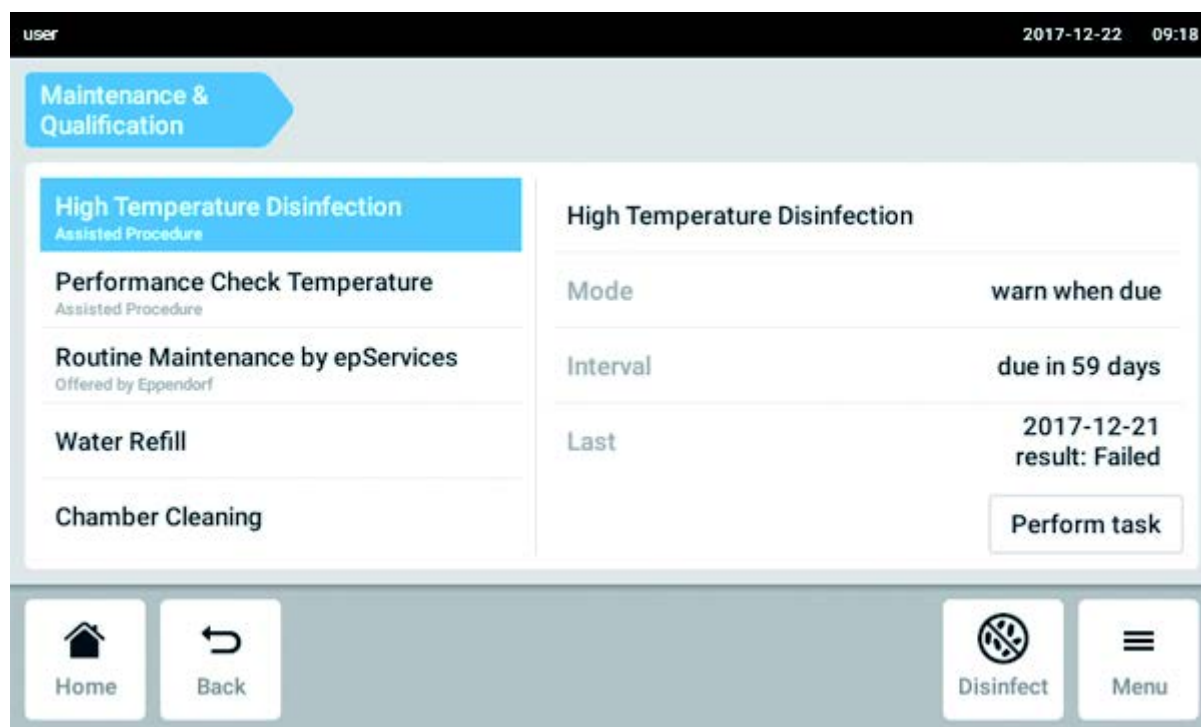 user
2017-12-22 09:18
Maintenance &
Qualification
High Temperature Disinfection
Assisted Procedure
Performance Check Temperature
Assisted Procedure
Routine Maintenance by epServices
Offered by Eppendorf
Water Refill
Chamber Cleaning
High Temperature Disinfection
Mode warn when due
Interval due in 59 days
Last 2017-12-21
result: Failed
Perform task
Home
Back
Disinfect
Menu